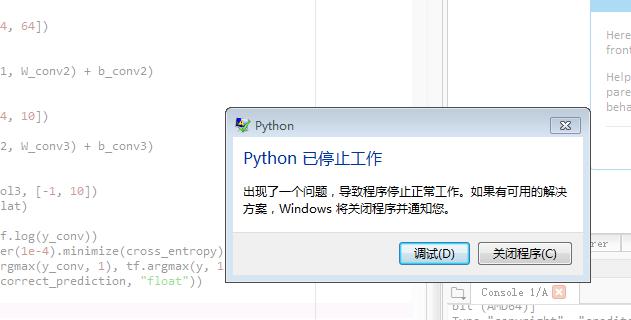 4, 64])
1, W_conv2) + b_conv2)
4, 10])
2, W_conv3) + b_conv3)
ol3, [-1, 10])
lat)
f.log(y_conv))
er(1e-4).minimize(cross_entropy)
rgmax(y_conv, 1), tf.argmax(y, 1
correct_prediction, "float"))
Here
front
Help
pare
beha
Python
Python 已停止工作
出现了一个问题，导致程序停止正常工作。如果有可用的解决
方案，Windows 将关闭程序并通知您。
调试(D)
关闭程序(C)
rer
Console 1/A
bit (AMD64)]